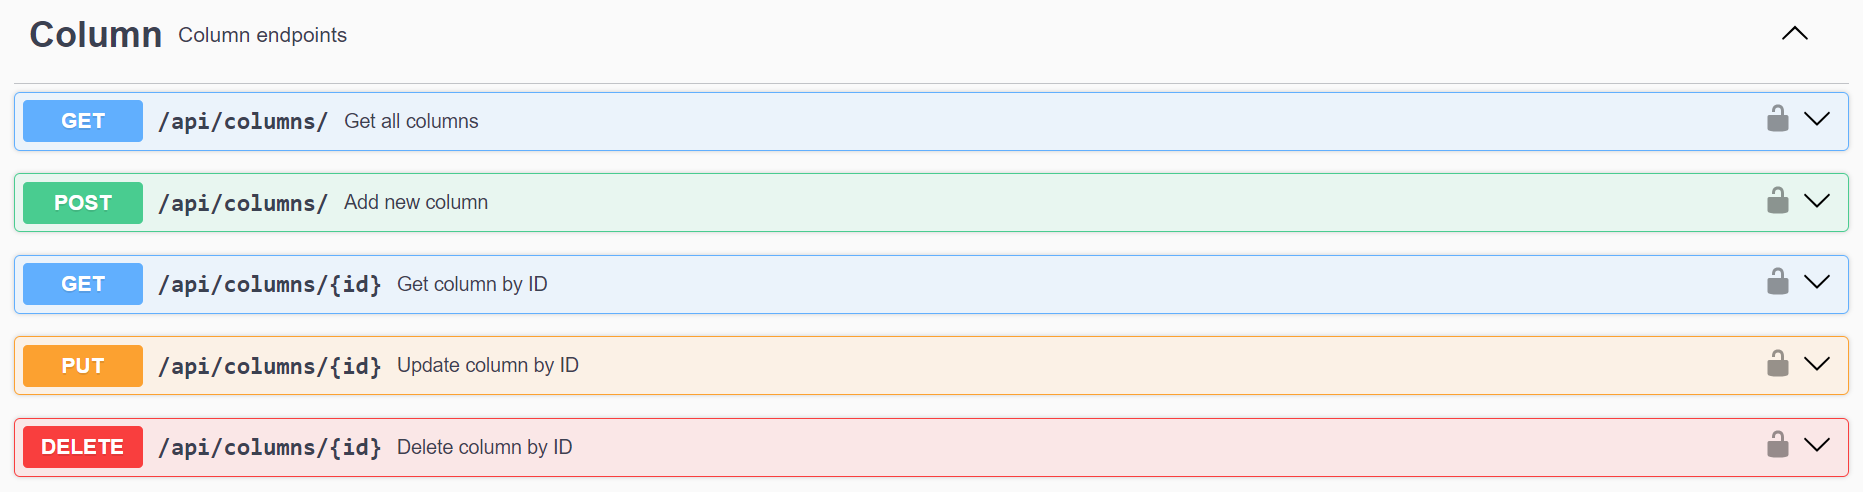 Column Column endpoints
GET /api/columns/ Get all columns
POST /api/columns/ Add new column
GET /api/columns/{id} Get column by ID
PUT /api/columns/{id} Update column by ID
DELETE /api/columns/{id} Delete column by ID